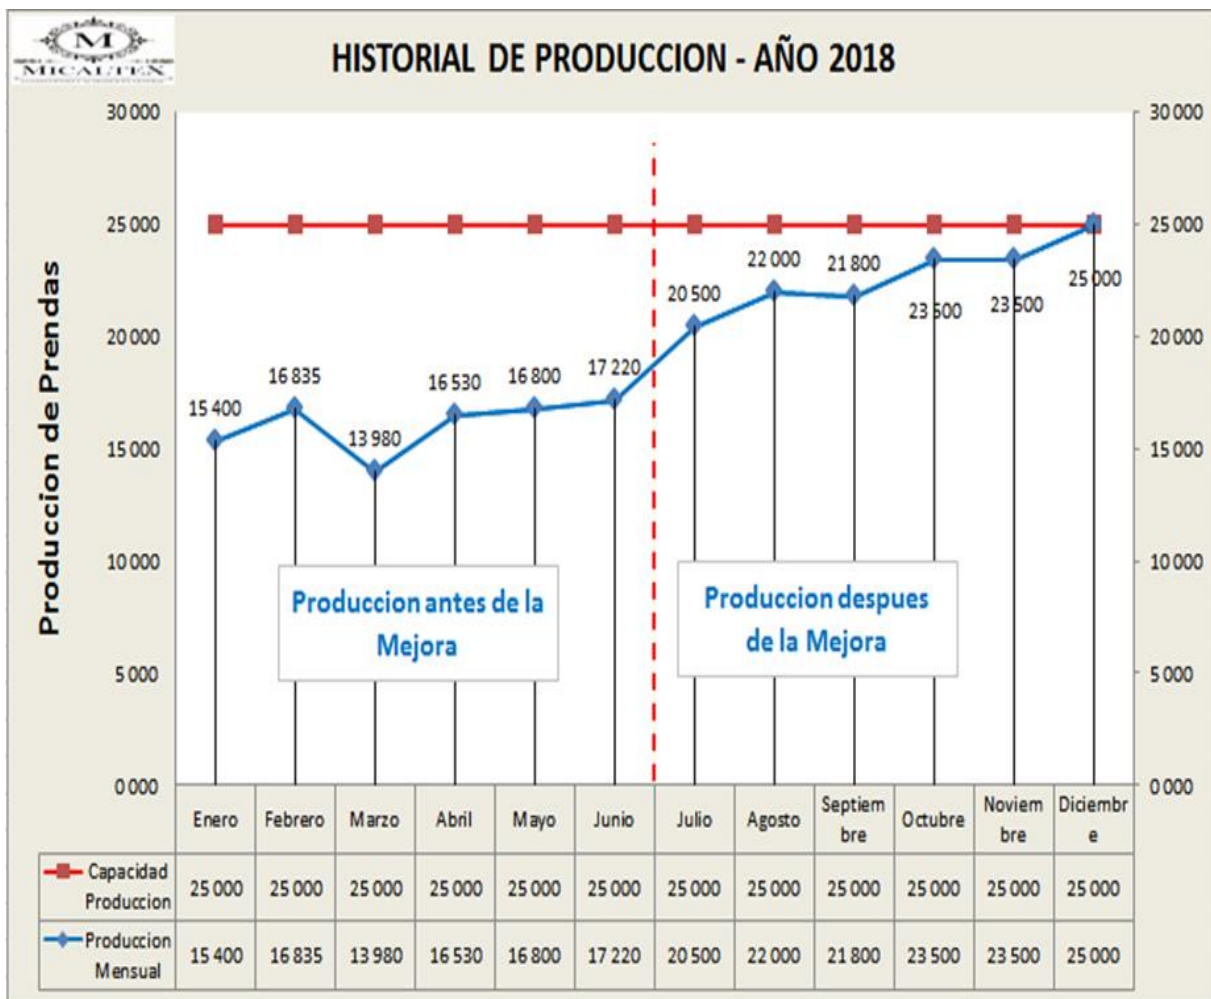 M
MICALTEX
HISTORIAL DE PRODUCCION - AÑO 2018
Produccion de Prendas
30 000
25 000
20 000
15 000
10 000
5 000
0 000
30 000
25 000
20 000
15 000
10 000
5 000
0 000
15 400
16 835
13 980
16 530
16 800
17 220
20 500
22 000
21 800
23 500
23 500
25 000
Produccion antes de la
Mejora
Produccion despues
de la Mejora
Enero Febrero Marzo Abril Mayo Junio Julio Agosto Septiem Octubre Noviem Diciembr
bre bre e
Capacidad
Produccion 25 000 25 000 25 000 25 000 25 000 25 000 25 000 25 000 25 000 25 000 25 000 25 000
Produccion
Mensual 15 400 16 835 13 980 16 530 16 800 17 220 20 500 22 000 21 800 23 500 23 500 25 000